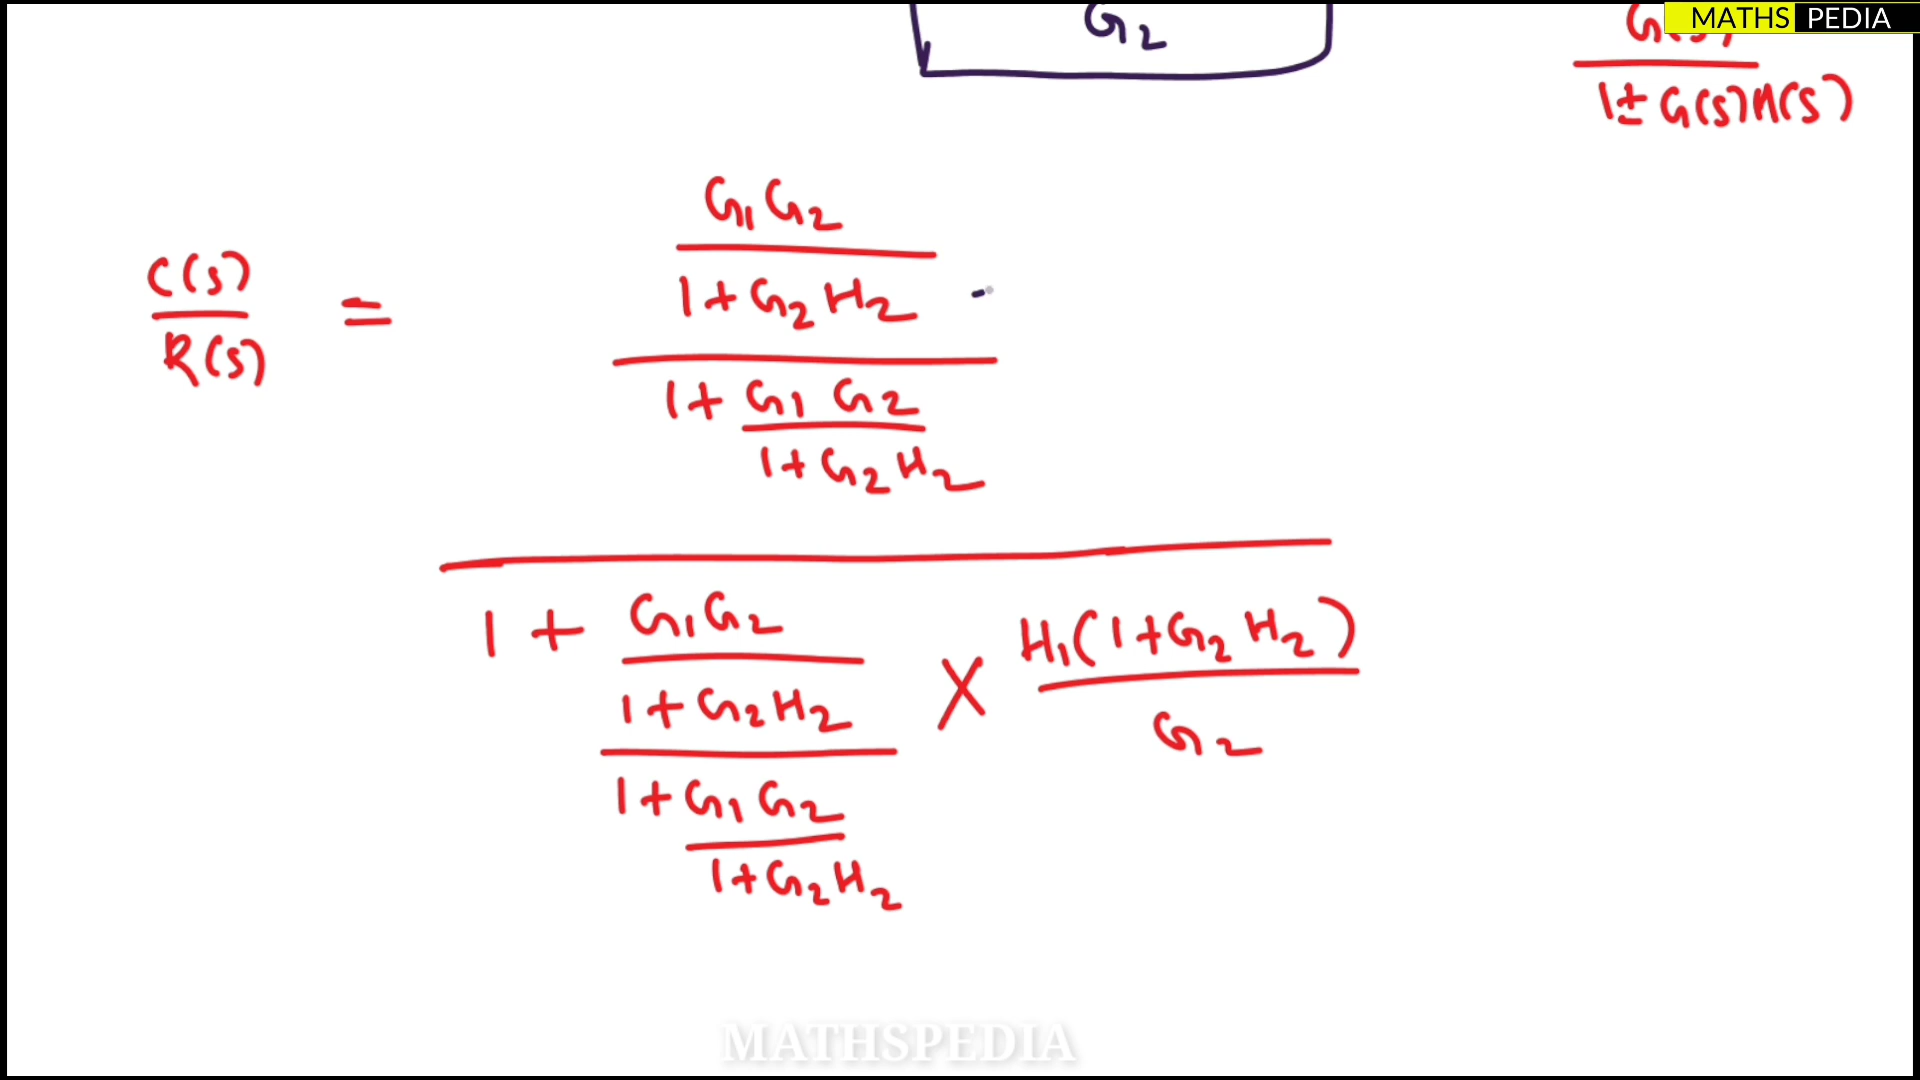 MATHS PEDIA
G2
G(s)
1± G(s)H(s)
G1G2
1+G2H2
C(s)
R(s)
=
1+ G1 G2
1+G2H2
1 + G1G2
1+G2H2
X
H1(1+G2H2)
G2
1+G1G2
1+G2H2
MATHSPEDIA